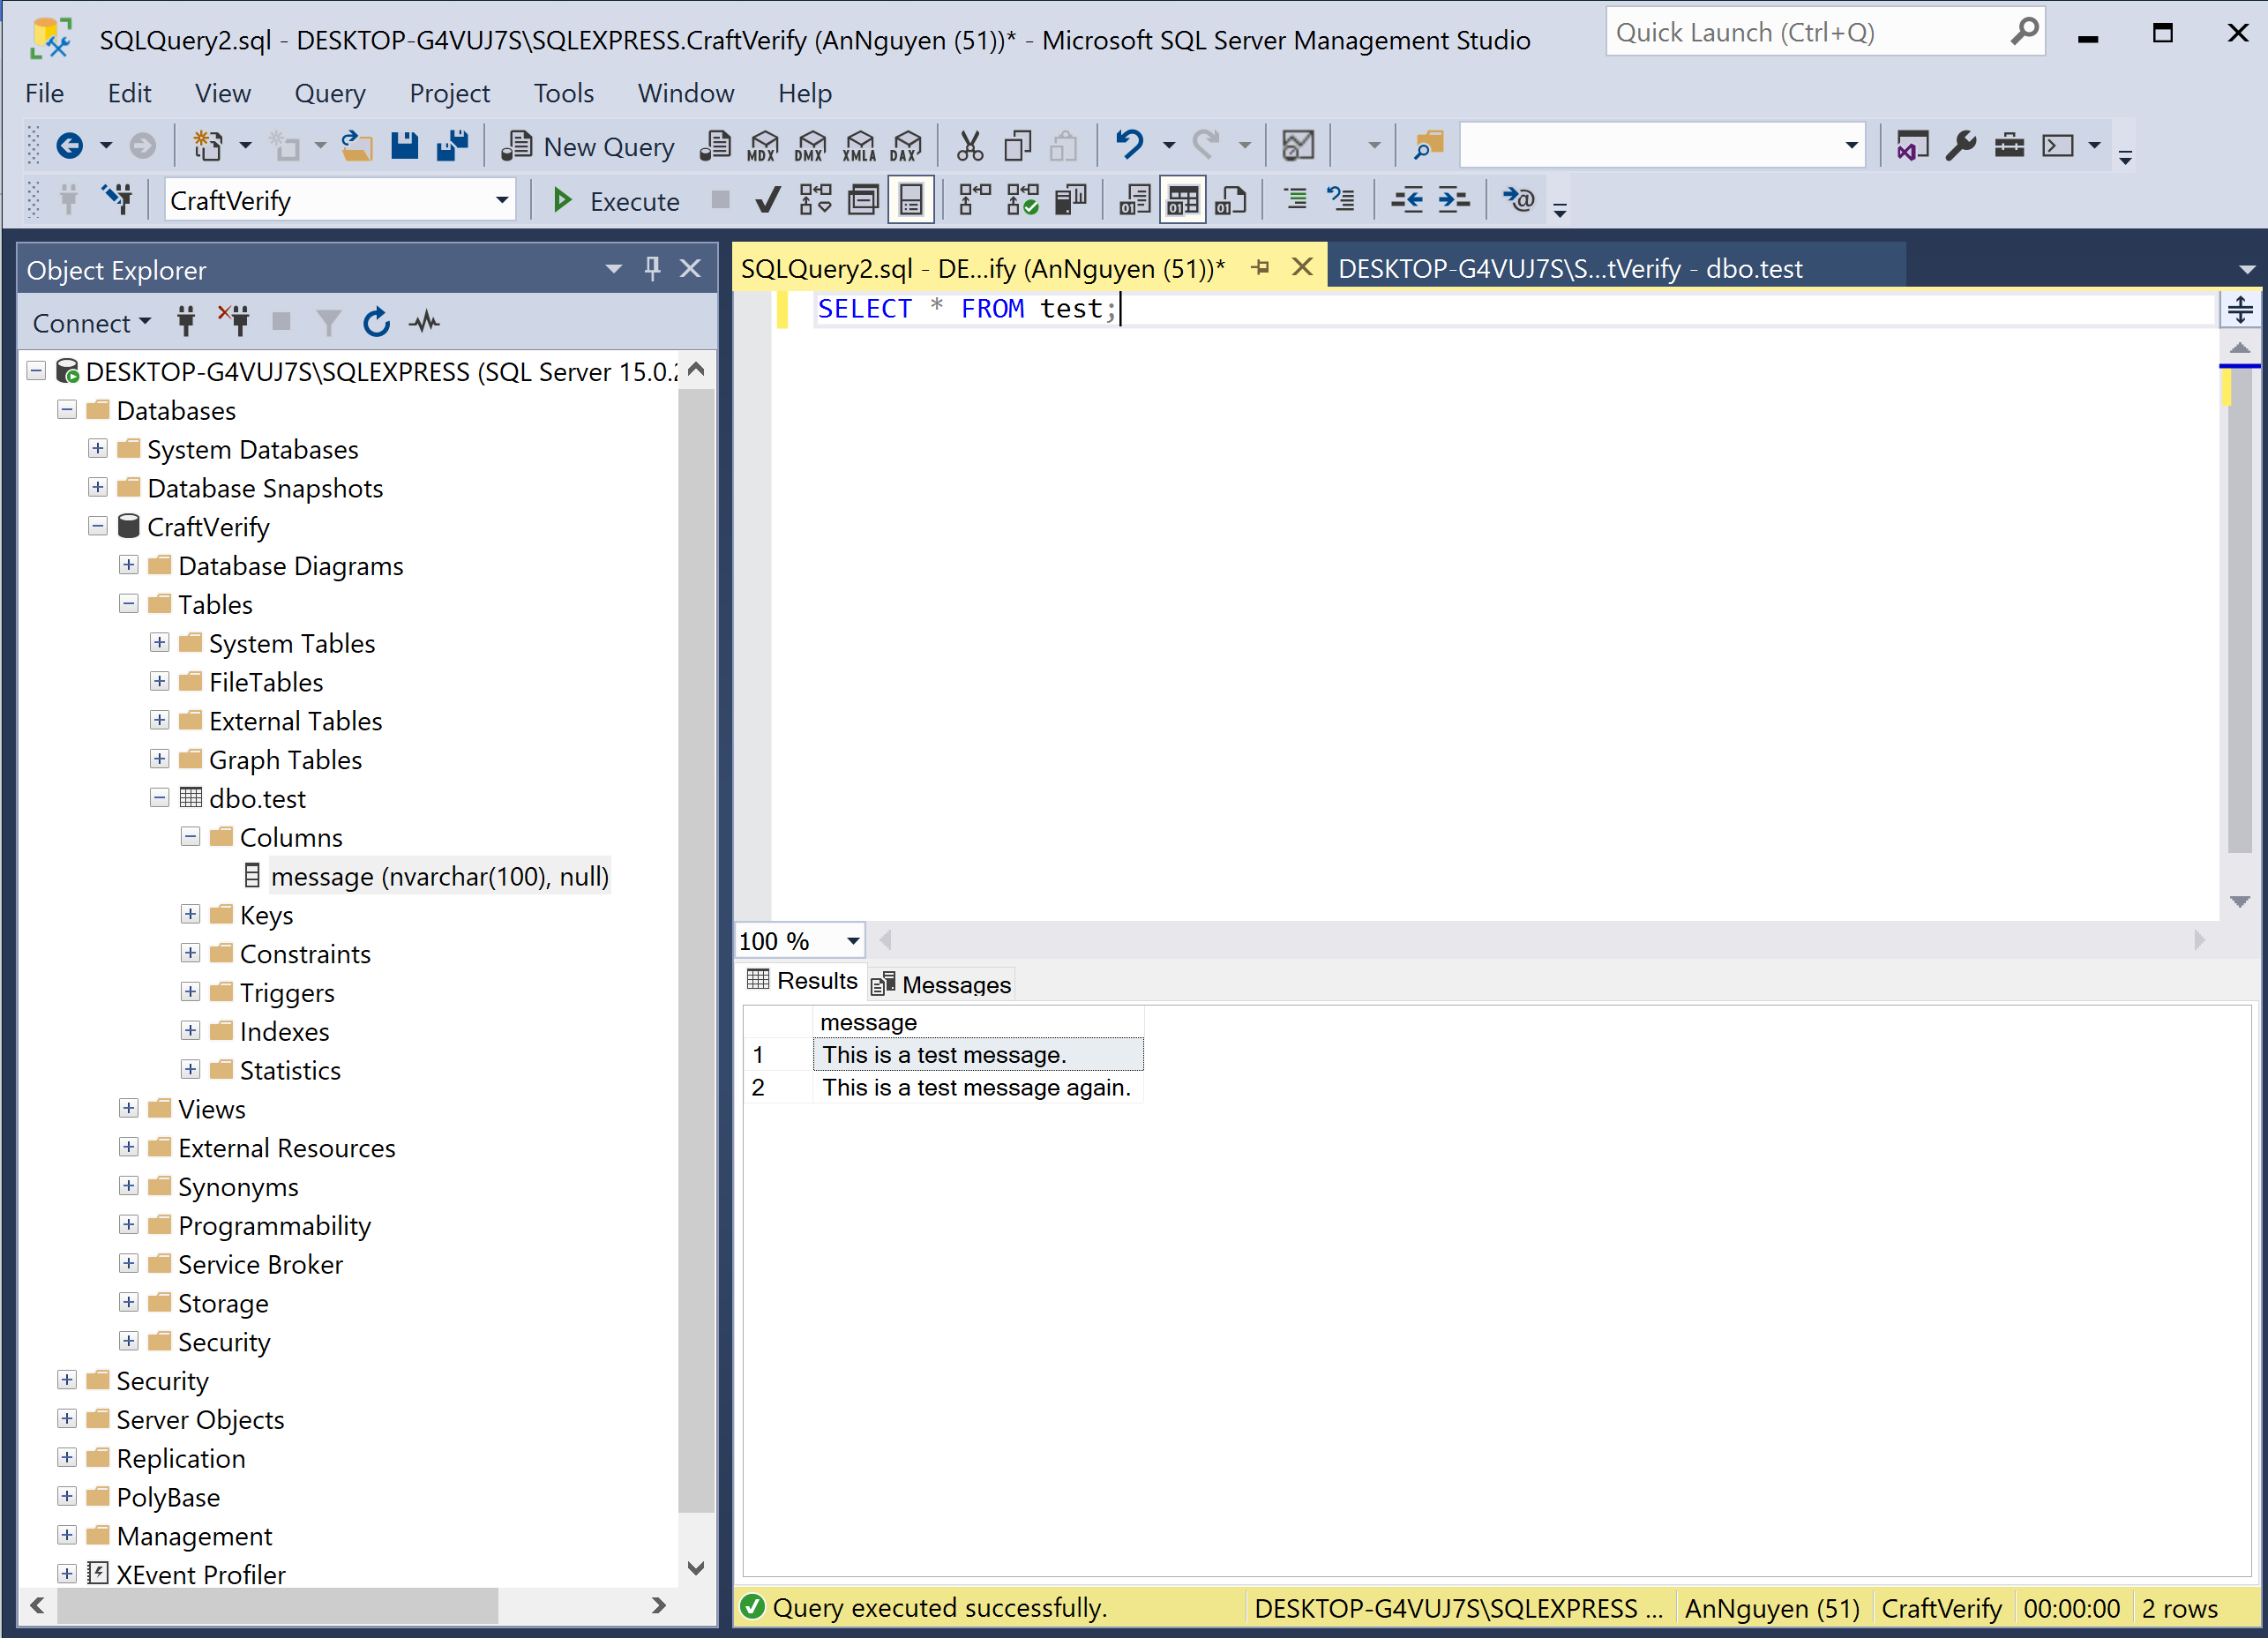 SQLQuery2.sql - DESKTOP-G4VUJ7S\SQLEXPRESS.CraftVerify (AnNguyen (51))* - Microsoft SQL Server Management Studio
Quick Launch (Ctrl+Q)
File Edit View Query Project Tools Window Help
New Query MDX DMX XMLA DAX
CraftVerify Execute
Object Explorer
Connect
DESKTOP-G4VUJ7S\SQLEXPRESS (SQL Server 15.0.
Databases
System Databases
Database Snapshots
CraftVerify
Database Diagrams
Tables
System Tables
FileTables
External Tables
Graph Tables
dbo.test
Columns
message (nvarchar(100), null)
Keys
Constraints
Triggers
Indexes
Statistics
Views
External Resources
Synonyms
Programmability
Service Broker
Storage
Security
Security
Server Objects
Replication
PolyBase
Management
XEvent Profiler
SQLQuery2.sql - DE...ify (AnNguyen (51))*
DESKTOP-G4VUJ7S\S...tVerify - dbo.test
SELECT * FROM test;
100 %
Results Messages
message
1 This is a test message.
2 This is a test message again.
Query executed successfully. DESKTOP-G4VUJ7S\SQLEXPRESS ... AnNguyen (51) CraftVerify 00:00:00 2 rows